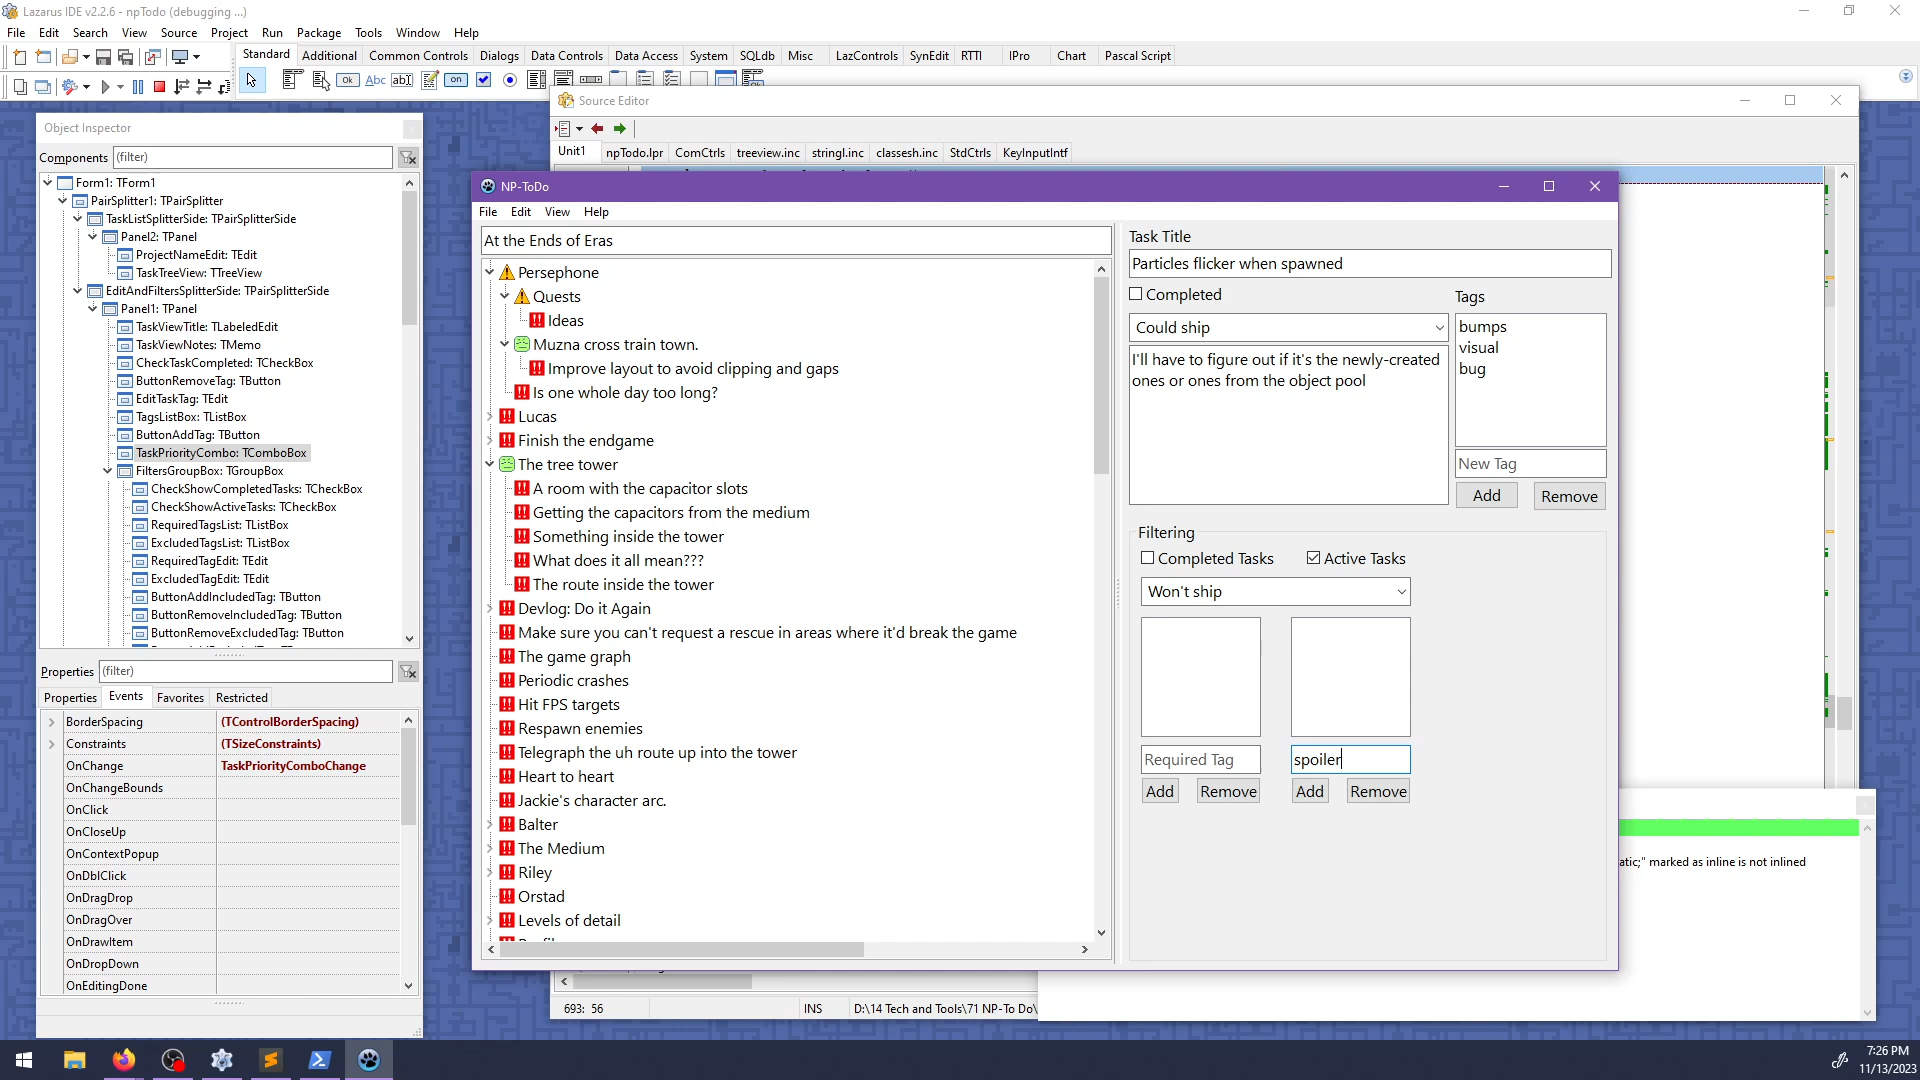 Lazarus IDE v2.2.6 - npTodo (debugging ...)
File Edit Search View Source Project Run Package Tools Window Help
Standard Additional Common Controls Dialogs Data Controls Data Access System SQLdb Misc LazControls SynEdit RTTI IPro Chart Pascal Script
Ok Abc abI on
Source Editor
Unit1 npTodo.lpr ComCtrls treeview.inc stringl.inc classesh.inc StdCtrls KeyInputIntf
Object Inspector
Components (filter)
Form1: TForm1
PairSplitter1: TPairSplitter
TaskListSplitterSide: TPairSplitterSide
Panel2: TPanel
ProjectNameEdit: TEdit
TaskTreeView: TTreeView
EditAndFiltersSplitterSide: TPairSplitterSide
Panel1: TPanel
TaskViewTitle: TLabeledEdit
TaskViewNotes: TMemo
CheckTaskCompleted: TCheckBox
ButtonRemoveTag: TButton
EditTaskTag: TEdit
TagsListBox: TListBox
ButtonAddTag: TButton
TaskPriorityCombo: TComboBox
FiltersGroupBox: TGroupBox
CheckShowCompletedTasks: TCheckBox
CheckShowActiveTasks: TCheckBox
RequiredTagsList: TListBox
ExcludedTagsList: TListBox
RequiredTagEdit: TEdit
ExcludedTagEdit: TEdit
ButtonAddIncludedTag: TButton
ButtonRemoveIncludedTag: TButton
ButtonRemoveExcludedTag: TButton
Properties (filter)
Properties Events Favorites Restricted
BorderSpacing (TControlBorderSpacing)
Constraints (TSizeConstraints)
OnChange TaskPriorityComboChange
OnChangeBounds
OnClick
OnCloseUp
OnContextPopup
OnDblClick
OnDragDrop
OnDragOver
OnDrawItem
OnDropDown
OnEditingDone
NP-ToDo
File Edit View Help
At the Ends of Eras
Persephone
Quests
Ideas
Muzna cross train town.
Improve layout to avoid clipping and gaps
Is one whole day too long?
Lucas
Finish the endgame
The tree tower
A room with the capacitor slots
Getting the capacitors from the medium
Something inside the tower
What does it all mean???
The route inside the tower
Devlog: Do it Again
Make sure you can't request a rescue in areas where it'd break the game
The game graph
Periodic crashes
Hit FPS targets
Respawn enemies
Telegraph the uh route up into the tower
Heart to heart
Jackie's character arc.
Balter
The Medium
Riley
Orstad
Levels of detail
Task Title
Particles flicker when spawned
Completed
Could ship
I'll have to figure out if it's the newly-created
ones or ones from the object pool
Tags
bumps
visual
bug
New Tag
Add Remove
Filtering
Completed Tasks Active Tasks
Won't ship
Required Tag spoiler
Add Remove Add Remove
atic;" marked as inline is not inlined
693: 56 INS D:\14 Tech and Tools\71 NP-To Do\
7:26 PM
11/13/2023